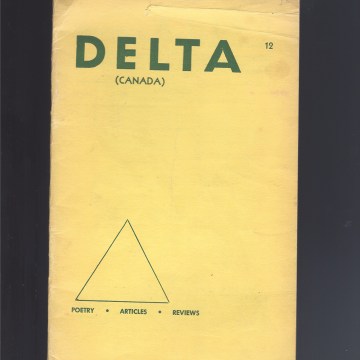 DELTA 12
(CANADA)
POETRY • ARTICLES • REVIEWS